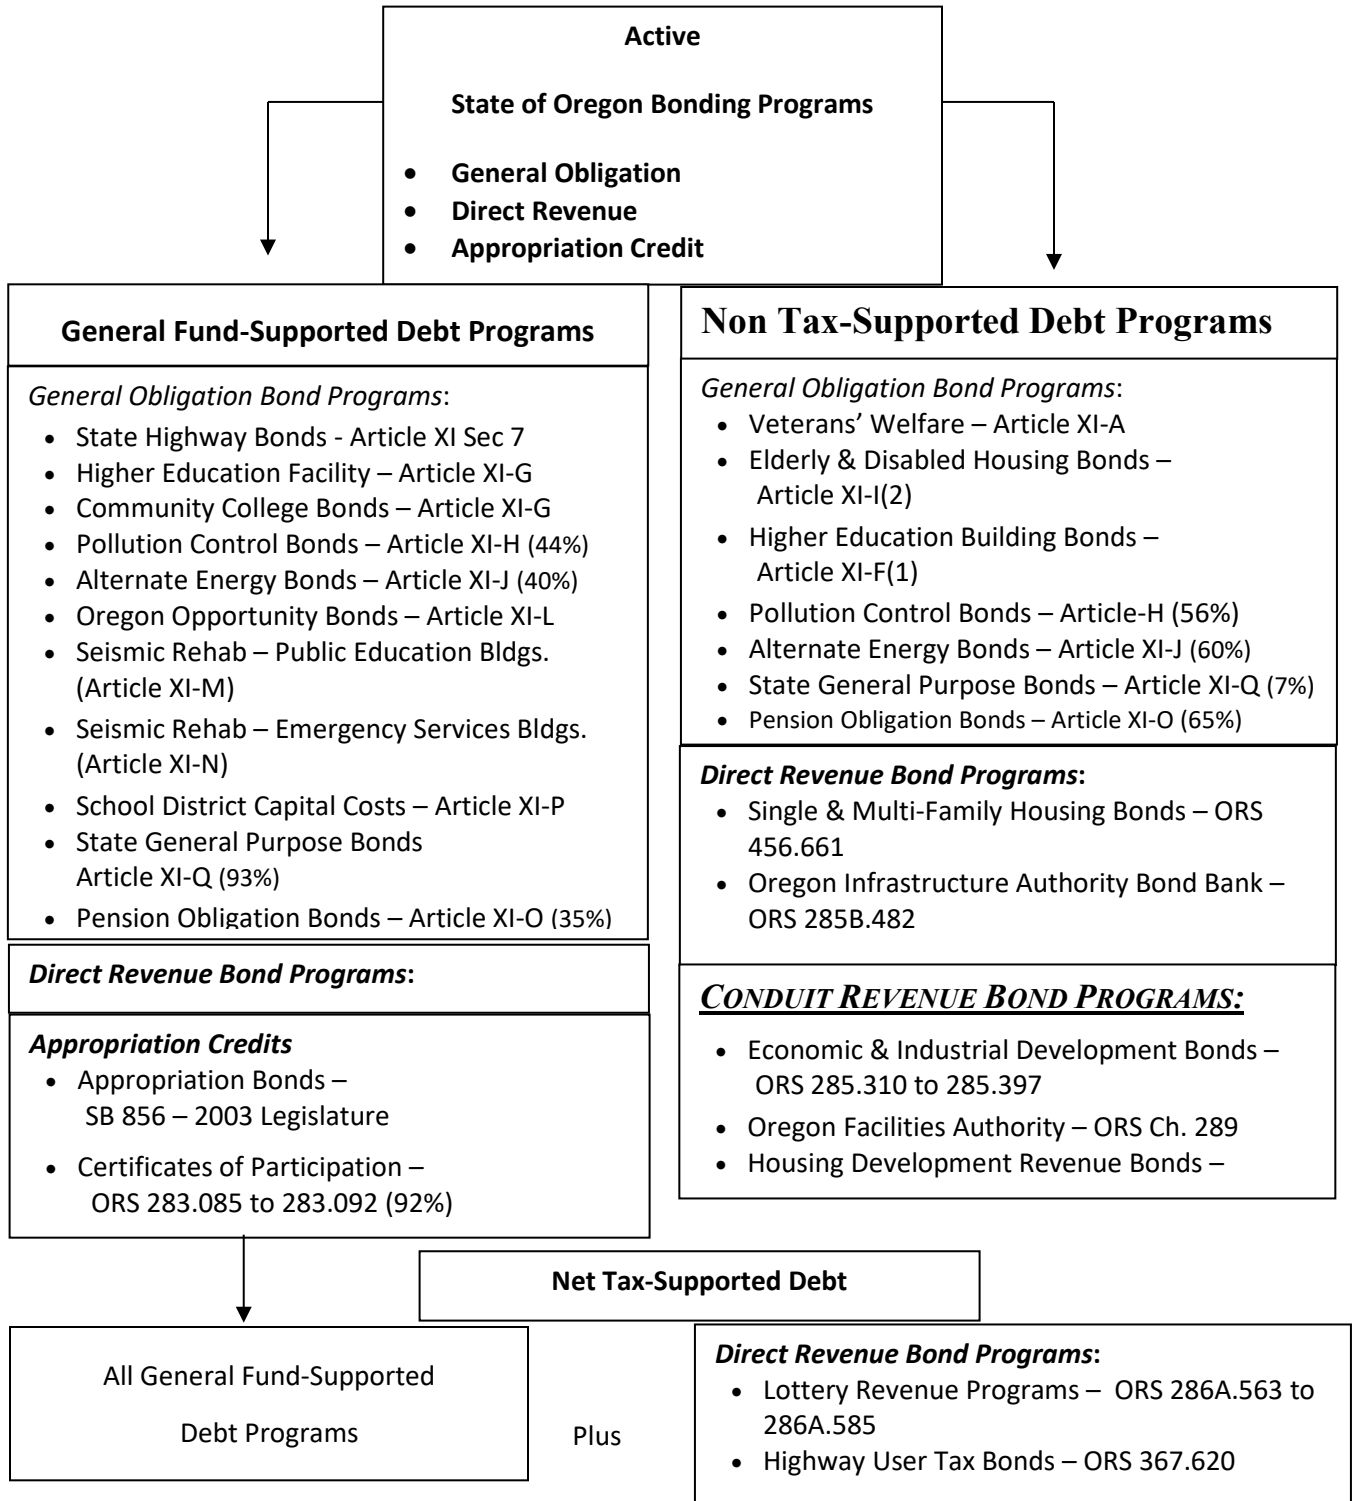 Active
State of Oregon Bonding Programs
• General Obligation
• Direct Revenue
• Appropriation Credit
General Fund-Supported Debt Programs
General Obligation Bond Programs:
• State Highway Bonds - Article XI Sec 7
• Higher Education Facility – Article XI-G
• Community College Bonds – Article XI-G
• Pollution Control Bonds – Article XI-H (44%)
• Alternate Energy Bonds – Article XI-J (40%)
• Oregon Opportunity Bonds – Article XI-L
• Seismic Rehab – Public Education Bldgs.
(Article XI-M)
• Seismic Rehab – Emergency Services Bldgs.
(Article XI-N)
• School District Capital Costs – Article XI-P
• State General Purpose Bonds
Article XI-Q (93%)
• Pension Obligation Bonds – Article XI-O (35%)
Direct Revenue Bond Programs:
Appropriation Credits
• Appropriation Bonds –
SB 856 – 2003 Legislature
• Certificates of Participation –
ORS 283.085 to 283.092 (92%)
Non Tax-Supported Debt Programs
General Obligation Bond Programs:
• Veterans’ Welfare – Article XI-A
• Elderly & Disabled Housing Bonds –
Article XI-I(2)
• Higher Education Building Bonds –
Article XI-F(1)
• Pollution Control Bonds – Article-H (56%)
• Alternate Energy Bonds – Article XI-J (60%)
• State General Purpose Bonds – Article XI-Q (7%)
• Pension Obligation Bonds – Article XI-O (65%)
Direct Revenue Bond Programs:
• Single & Multi-Family Housing Bonds – ORS
456.661
• Oregon Infrastructure Authority Bond Bank –
ORS 285B.482
CONDUIT REVENUE BOND PROGRAMS:
• Economic & Industrial Development Bonds –
ORS 285.310 to 285.397
• Oregon Facilities Authority – ORS Ch. 289
• Housing Development Revenue Bonds –
Net Tax-Supported Debt
All General Fund-Supported
Debt Programs
Plus
Direct Revenue Bond Programs:
• Lottery Revenue Programs – ORS 286A.563 to
286A.585
• Highway User Tax Bonds – ORS 367.620